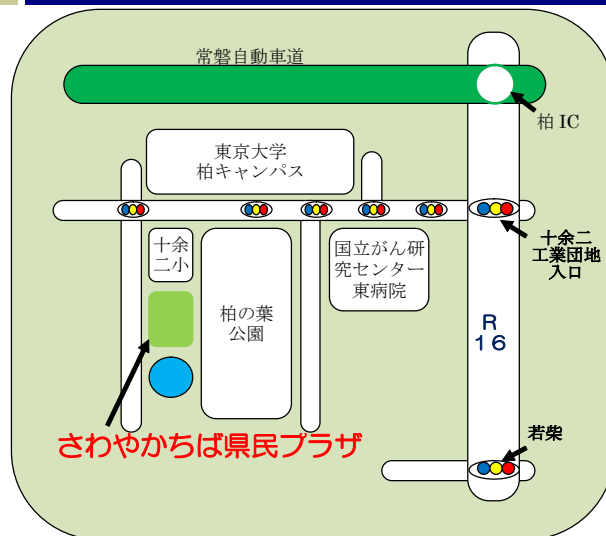 常磐自動車道
柏 IC
東京大学
柏キャンパス
十余二
工業団地
入口
十余
二小
国立がん研
究センター
東病院
柏の葉
公園
R
16
若柴
さわやかちば県民プラザ